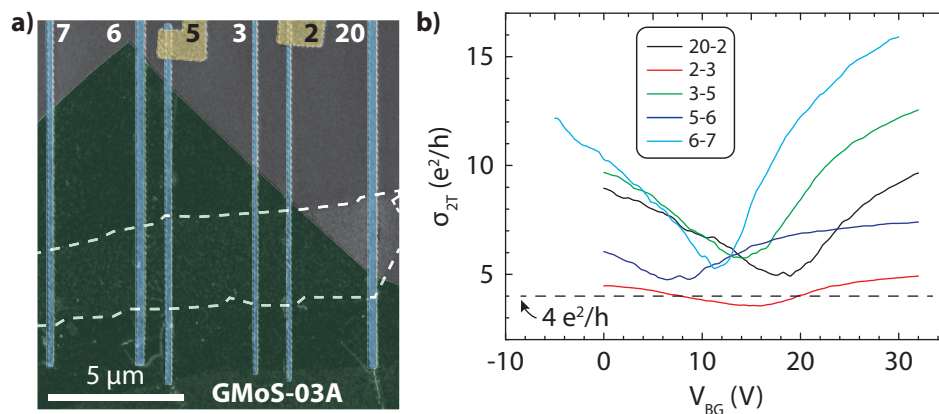 a)
7 6 5 3 2 20
5 μm
GMoS-03A
b)
σ2T (e²/h)
15
10
5
20-2
2-3
3-5
5-6
6-7
4 e²/h
-10 0 10 20 30
VBG (V)